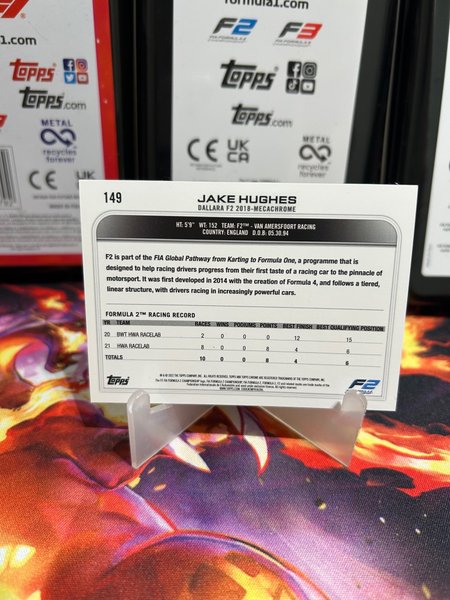 formula1.com
F2 F3
Topps
Topps
Topps.com
Topps.com
METAL
recycles
forever
METAL
recycles
forever
CE UK
CA
CE UK
CA
149
JAKE HUGHES
DALLARA F2 2018-MECACHROME
HT: 5'9" WT: 152 TEAM: F2™ - VAN AMERSFOORT RACING
COUNTRY: ENGLAND D.O.B: 05.30.94
F2 is part of the FIA Global Pathway from Karting to Formula One, a programme that is
designed to help racing drivers progress from their first taste of a racing car to the pinnacle of
motorsport. It was first developed in 2014 with the creation of Formula 4, and follows a tiered,
linear structure, with drivers racing in increasingly powerful cars.
FORMULA 2™ RACING RECORD
YR TEAM RACES WINS PODIUMS POINTS BEST FINISH BEST QUALIFYING POSITION
20 BWT HWA RACELAB 2 0 0 0 12 15
21 HWA RACELAB 8 0 0 8 4 6
TOTALS 10 0 0 8 4 6
Topps
F2